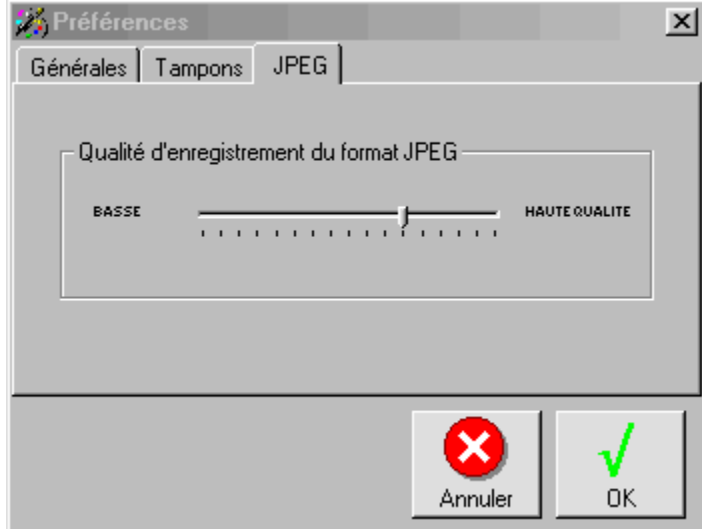 Préférences
Générales Tampons JPEG
Qualité d'enregistrement du format JPEG
BASSE HAUTE QUALITE
Annuler OK